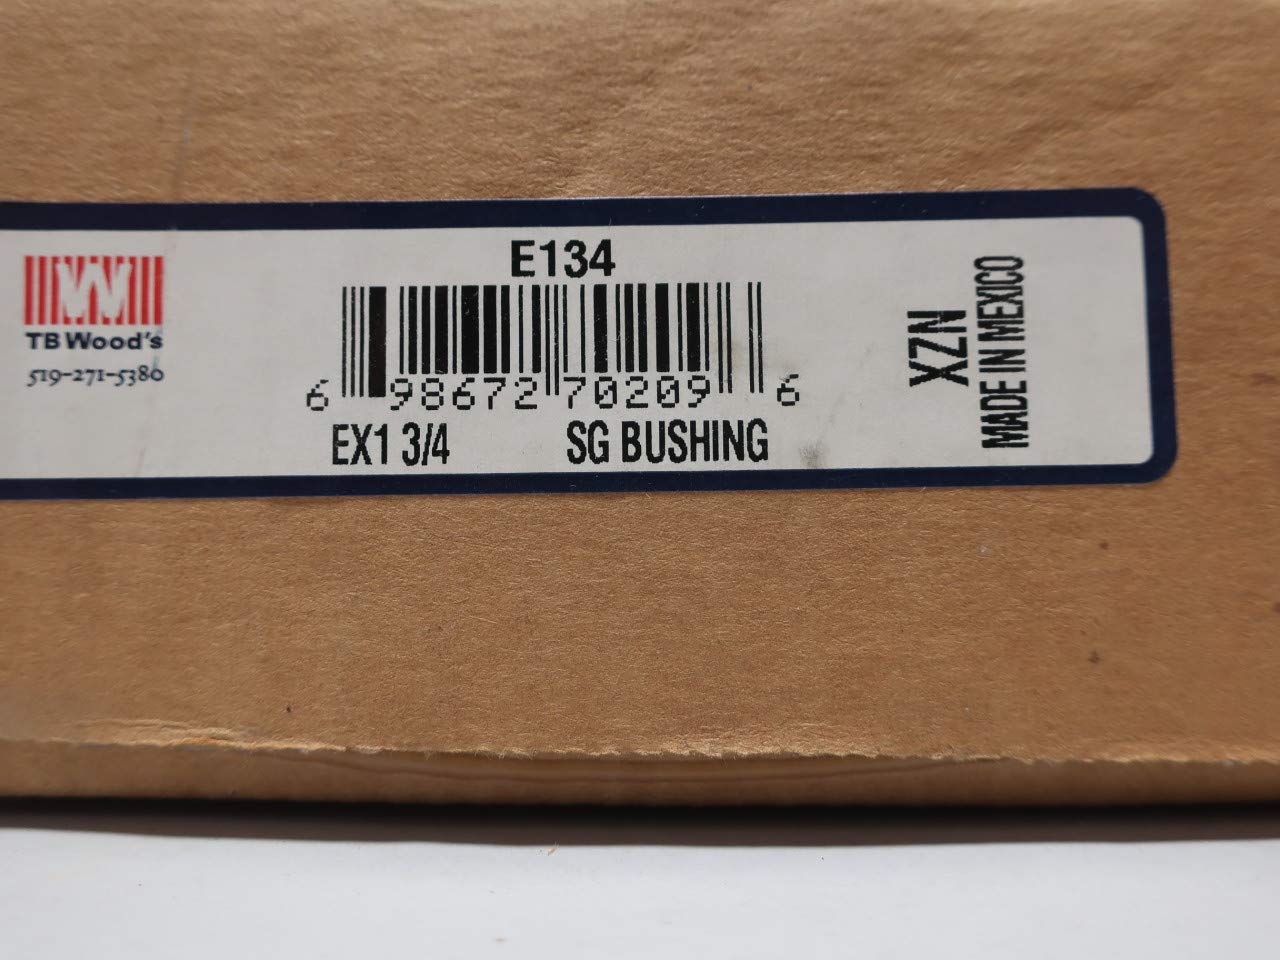 TB Wood's
519-271-5380
E134
6 98672 70209 6
EX1 3/4 SG BUSHING
XZN
MADE IN MEXICO